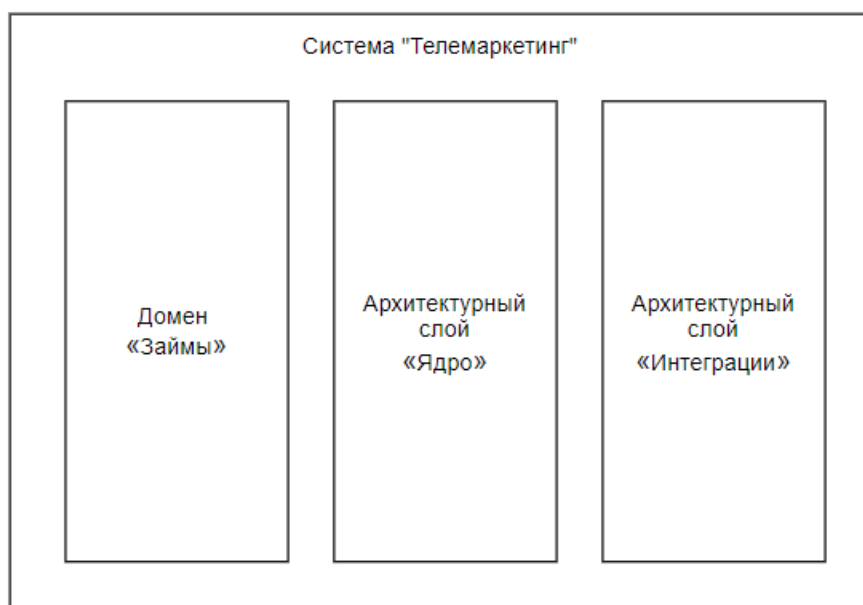 Система "Телемаркетинг"
Домен
«Займы»
Архитектурный
слой
«Ядро»
Архитектурный
слой
«Интеграции»